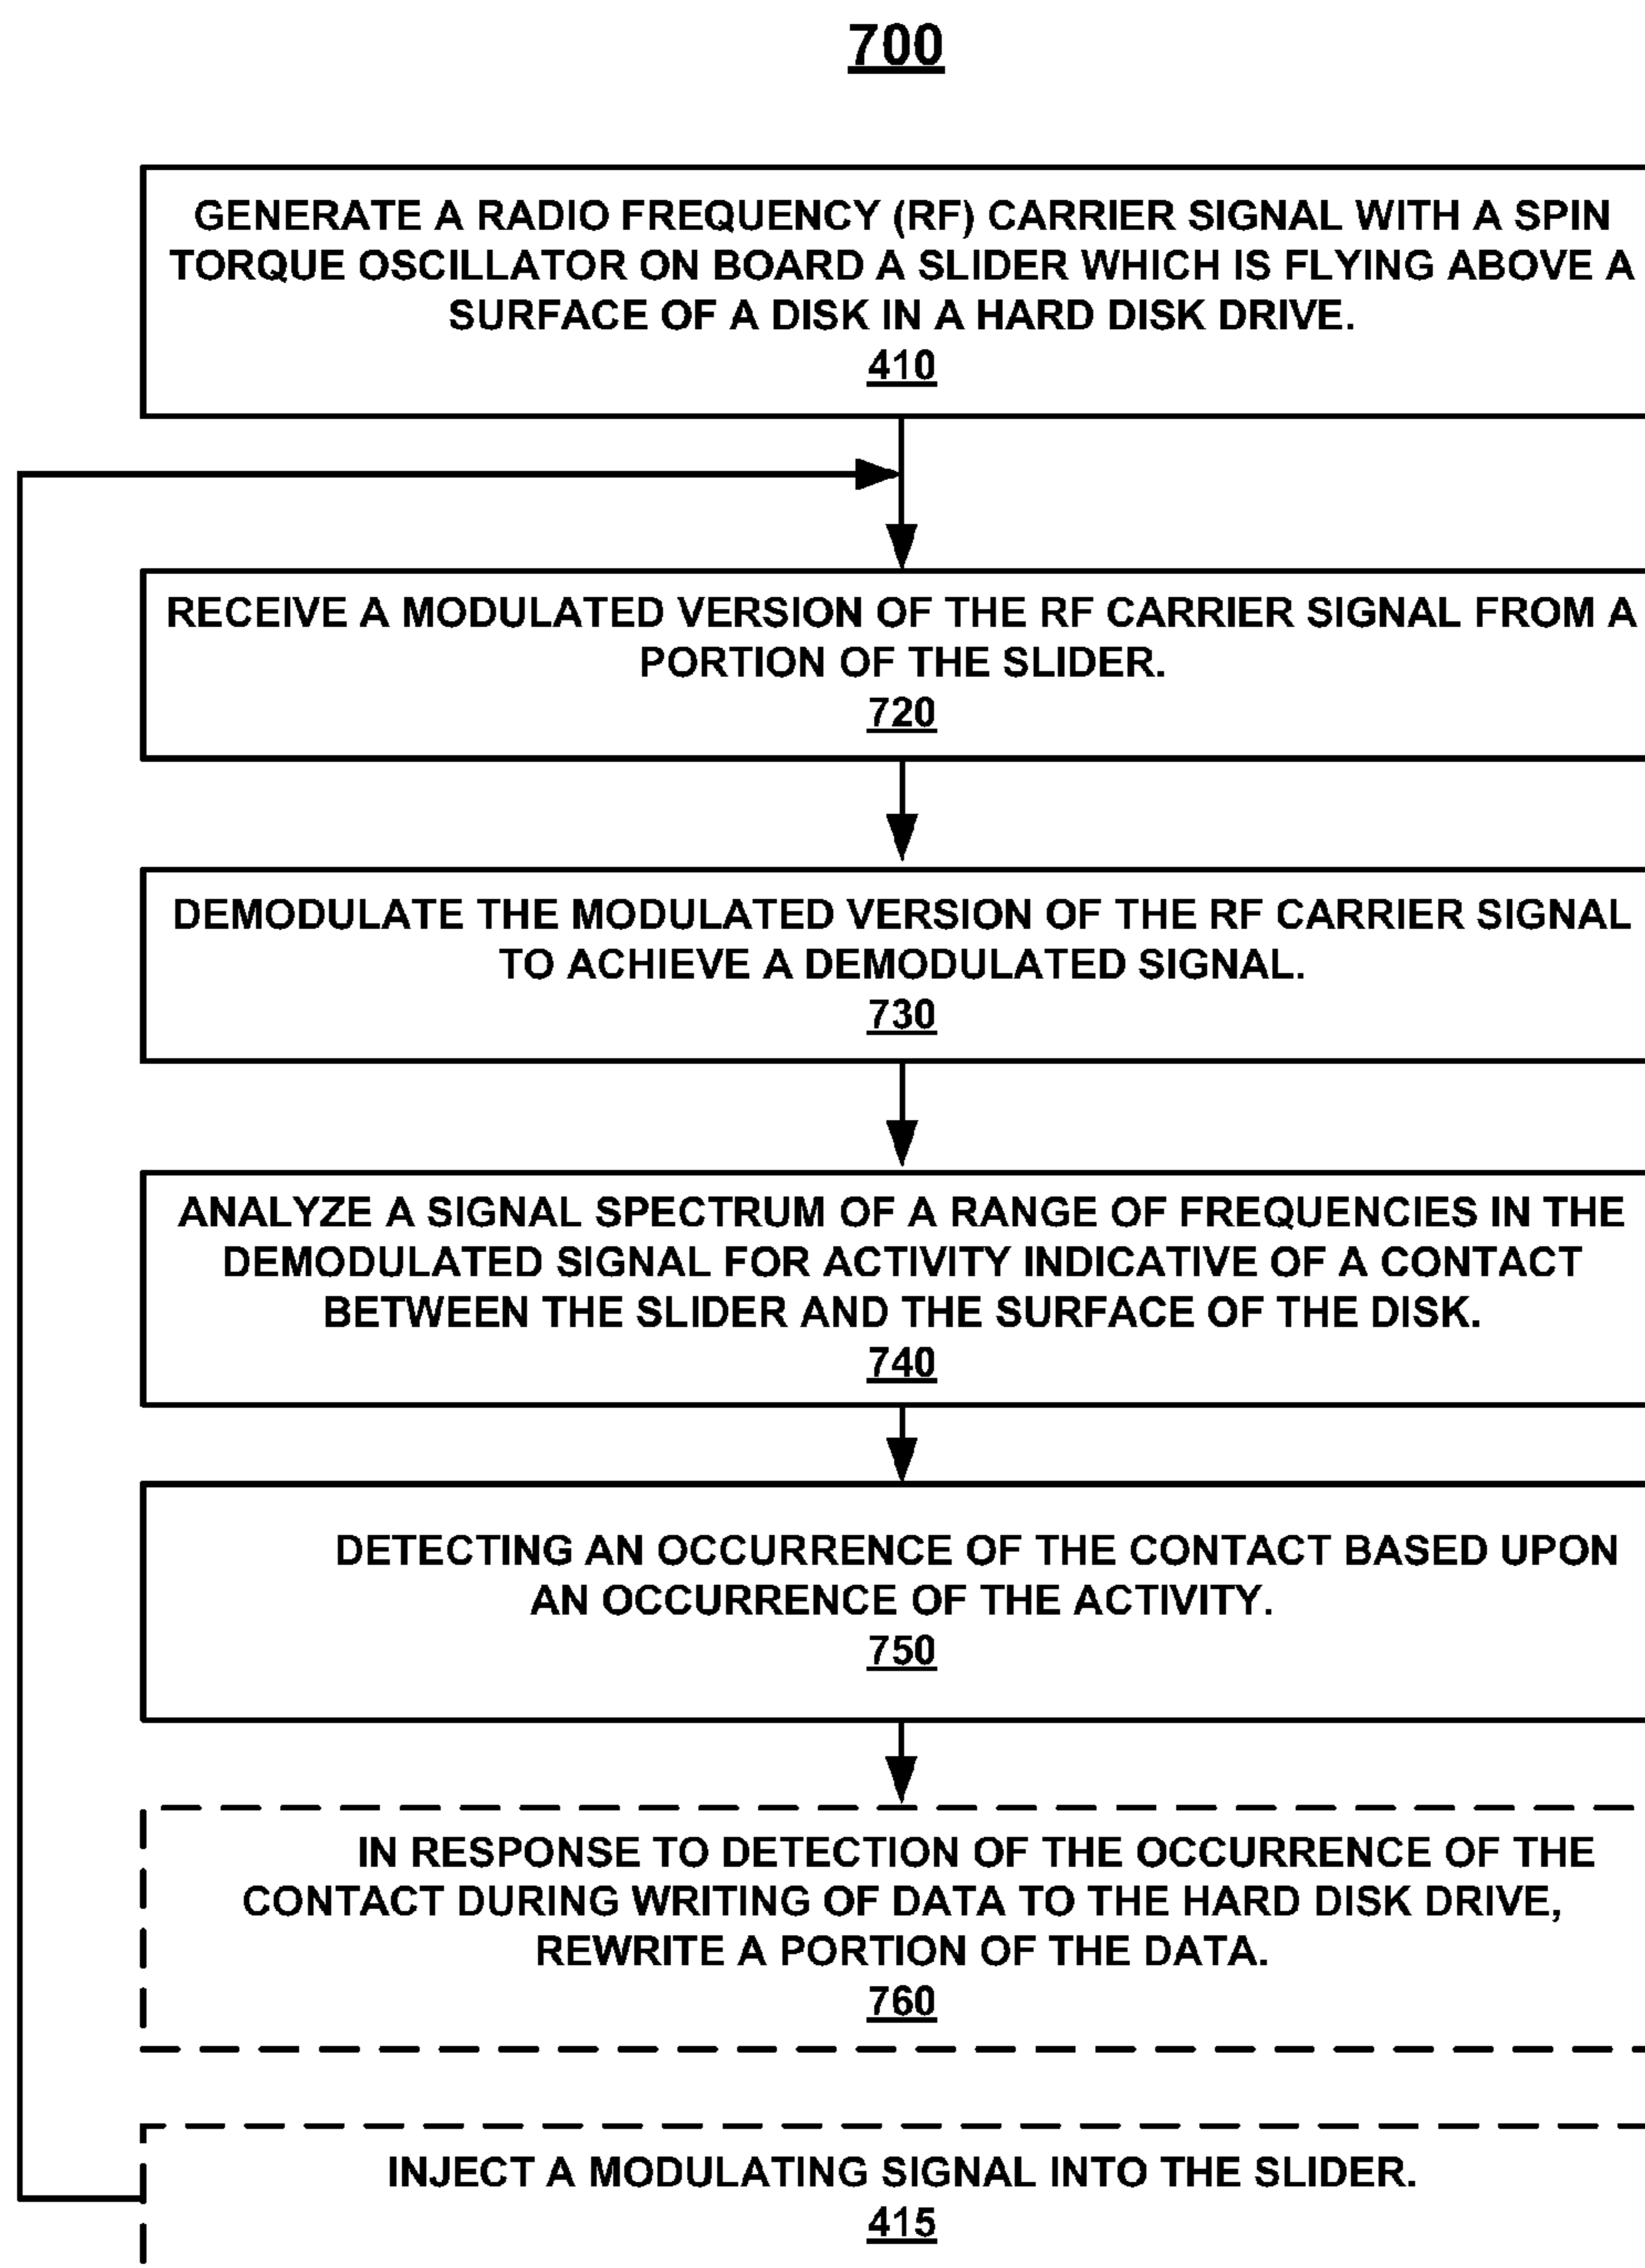 700
GENERATE A RADIO FREQUENCY (RF) CARRIER SIGNAL WITH A SPIN
TORQUE OSCILLATOR ON BOARD A SLIDER WHICH IS FLYING ABOVE A
SURFACE OF A DISK IN A HARD DISK DRIVE.
410
RECEIVE A MODULATED VERSION OF THE RF CARRIER SIGNAL FROM A
PORTION OF THE SLIDER.
720
DEMODULATE THE MODULATED VERSION OF THE RF CARRIER SIGNAL
TO ACHIEVE A DEMODULATED SIGNAL.
730
ANALYZE A SIGNAL SPECTRUM OF A RANGE OF FREQUENCIES IN THE
DEMODULATED SIGNAL FOR ACTIVITY INDICATIVE OF A CONTACT
BETWEEN THE SLIDER AND THE SURFACE OF THE DISK.
740
DETECTING AN OCCURRENCE OF THE CONTACT BASED UPON
AN OCCURRENCE OF THE ACTIVITY.
750
IN RESPONSE TO DETECTION OF THE OCCURRENCE OF THE
CONTACT DURING WRITING OF DATA TO THE HARD DISK DRIVE,
REWRITE A PORTION OF THE DATA.
760
INJECT A MODULATING SIGNAL INTO THE SLIDER.
415